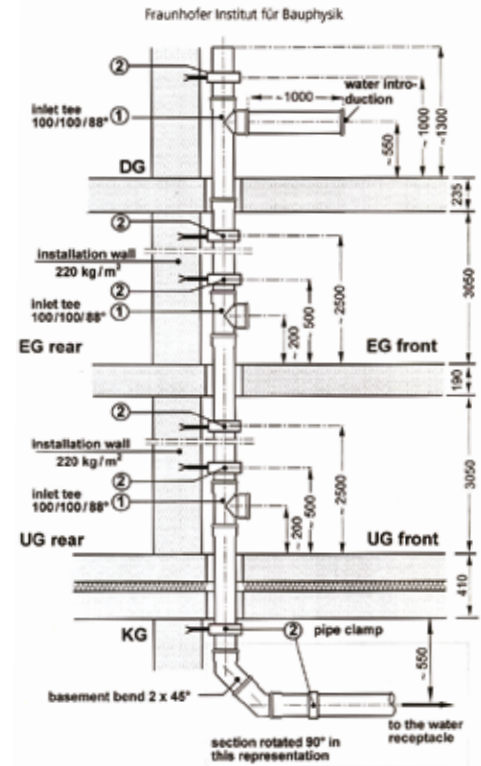 Fraunhofer Institut für Bauphysik
②
~1000
water intro-
duction
inlet tee
100/100/88° ①
~550
~1000
~1300
DG
235
②
installation wall
220 kg/m²
②
inlet tee
100/100/88° ①
~200
~500
~2500
3050
EG rear
EG front
190
②
installation wall
220 kg/m²
②
inlet tee
100/100/88° ①
~200
~500
~2500
3050
UG rear
UG front
410
KG
② pipe clamp
~550
basement bend 2 x 45°
to the water
receptacle
section rotated 90° in
this representation